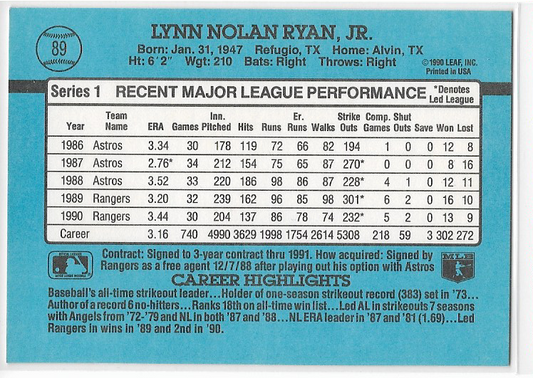 LYNN NOLAN RYAN, JR.
89
Born: Jan. 31, 1947 Refugio, TX Home: Alvin, TX
Ht: 6'2" Wgt: 210 Bats: Right Throws: Right
©1990 LEAF, INC.
Printed in USA
Series 1 RECENT MAJOR LEAGUE PERFORMANCE *Denotes Led League
Year Team Name ERA Games Inn. Pitched Hits Runs Er. Runs Walks Strike Outs Comp. Games Shut Outs Save Won Lost
1986 Astros 3.34 30 178 119 72 66 82 194 1 0 0 12 8
1987 Astros 2.76* 34 212 154 75 65 87 270* 0 0 0 8 16
1988 Astros 3.52 33 220 186 98 86 87 228* 4 1 0 12 11
1989 Rangers 3.20 32 239 162 96 85 98 301* 6 2 0 16 10
1990 Rangers 3.44 30 204 137 86 78 74 232* 5 2 0 13 9
Career 3.16 740 4990 3629 1998 1754 2614 5308 218 59 3 302 272
Contract: Signed to 3-year contract thru 1991. How acquired: Signed by
Rangers as a free agent 12/7/88 after playing out his option with Astros
MLB
CAREER HIGHLIGHTS
Baseball's all-time strikeout leader...Holder of one-season strikeout record (383) set in '73...
Author of a record 6 no-hitters...Ranks 18th on all-time win list...Led AL in strikeouts 7 seasons
with Angels from '72-'79 and NL in both '87 and '88...NL ERA leader in '87 and '81 (1.69)...Led
Rangers in wins in '89 and 2nd in '90.